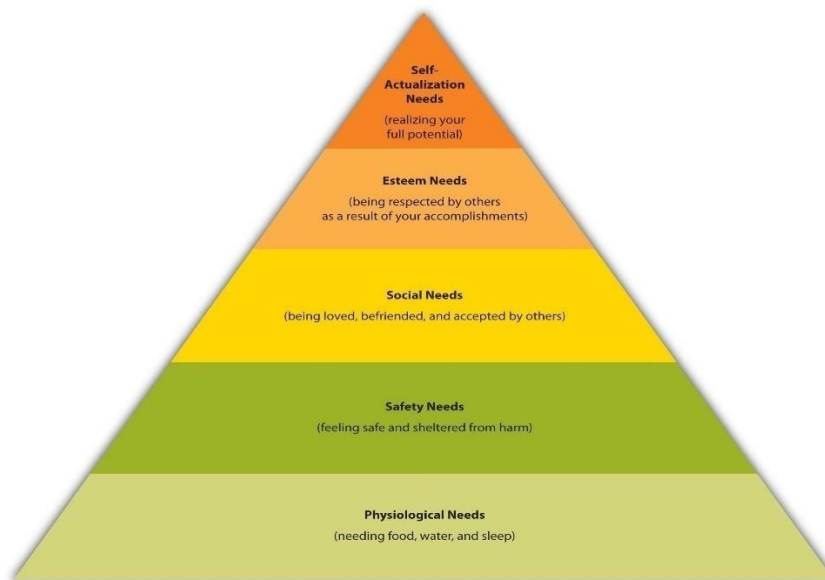 Self-
Actualization
Needs
(realizing your
full potential)
Esteem Needs
(being respected by others
as a result of your accomplishments)
Social Needs
(being loved, befriended, and accepted by others)
Safety Needs
(feeling safe and sheltered from harm)
Physiological Needs
(needing food, water, and sleep)